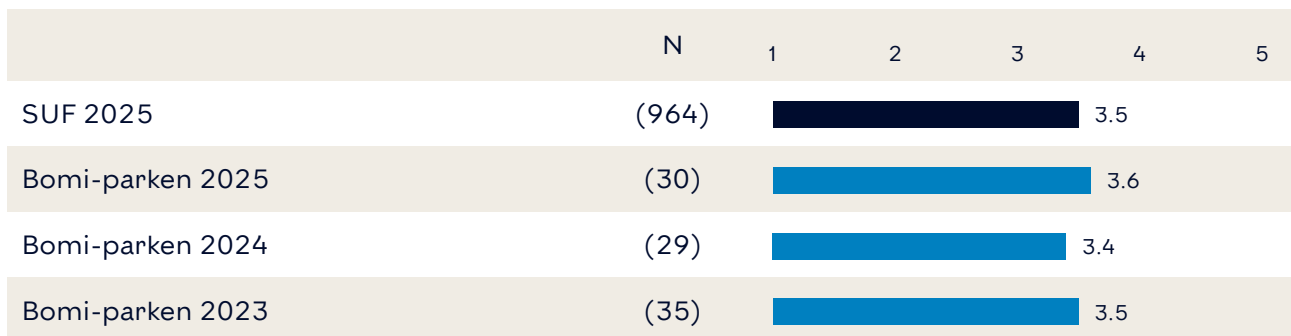 N 1 2 3 4 5
SUF 2025 (964) 3.5
Bomi-parken 2025 (30) 3.6
Bomi-parken 2024 (29) 3.4
Bomi-parken 2023 (35) 3.5